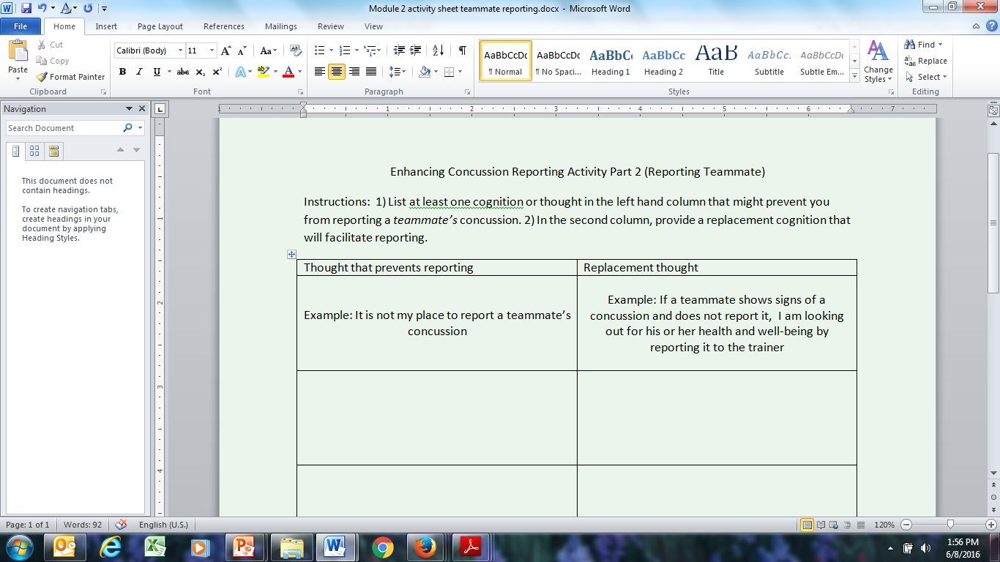 Module 2 activity sheet teammate reporting.docx - Microsoft Word
File Home Insert Page Layout References Mailings Review View
Paste
Cut
Copy
Format Painter
Clipboard
Calibri (Body) 11
Font
Paragraph
AaBbCcDc AaBbCcDc AaBbCc AaBbCc AaB AaBbCc. AaBbCcDc
¶ Normal ¶ No Spaci... Heading 1 Heading 2 Title Subtitle Subtle Em...
Change
Styles
Styles
Find
Replace
Select
Editing
Navigation
Search Document
This document does not
contain headings.
To create navigation tabs,
create headings in your
document by applying
Heading Styles.
Enhancing Concussion Reporting Activity Part 2 (Reporting Teammate)
Instructions: 1) List at least one cognition or thought in the left hand column that might prevent you
from reporting a teammate’s concussion. 2) In the second column, provide a replacement cognition that
will facilitate reporting.
Thought that prevents reporting
Replacement thought
Example: It is not my place to report a teammate’s
concussion
Example: If a teammate shows signs of a
concussion and does not report it, I am looking
out for his or her health and well-being by
reporting it to the trainer
Page: 1 of 1 Words: 92 English (U.S.) 120%
1:56 PM
6/8/2016